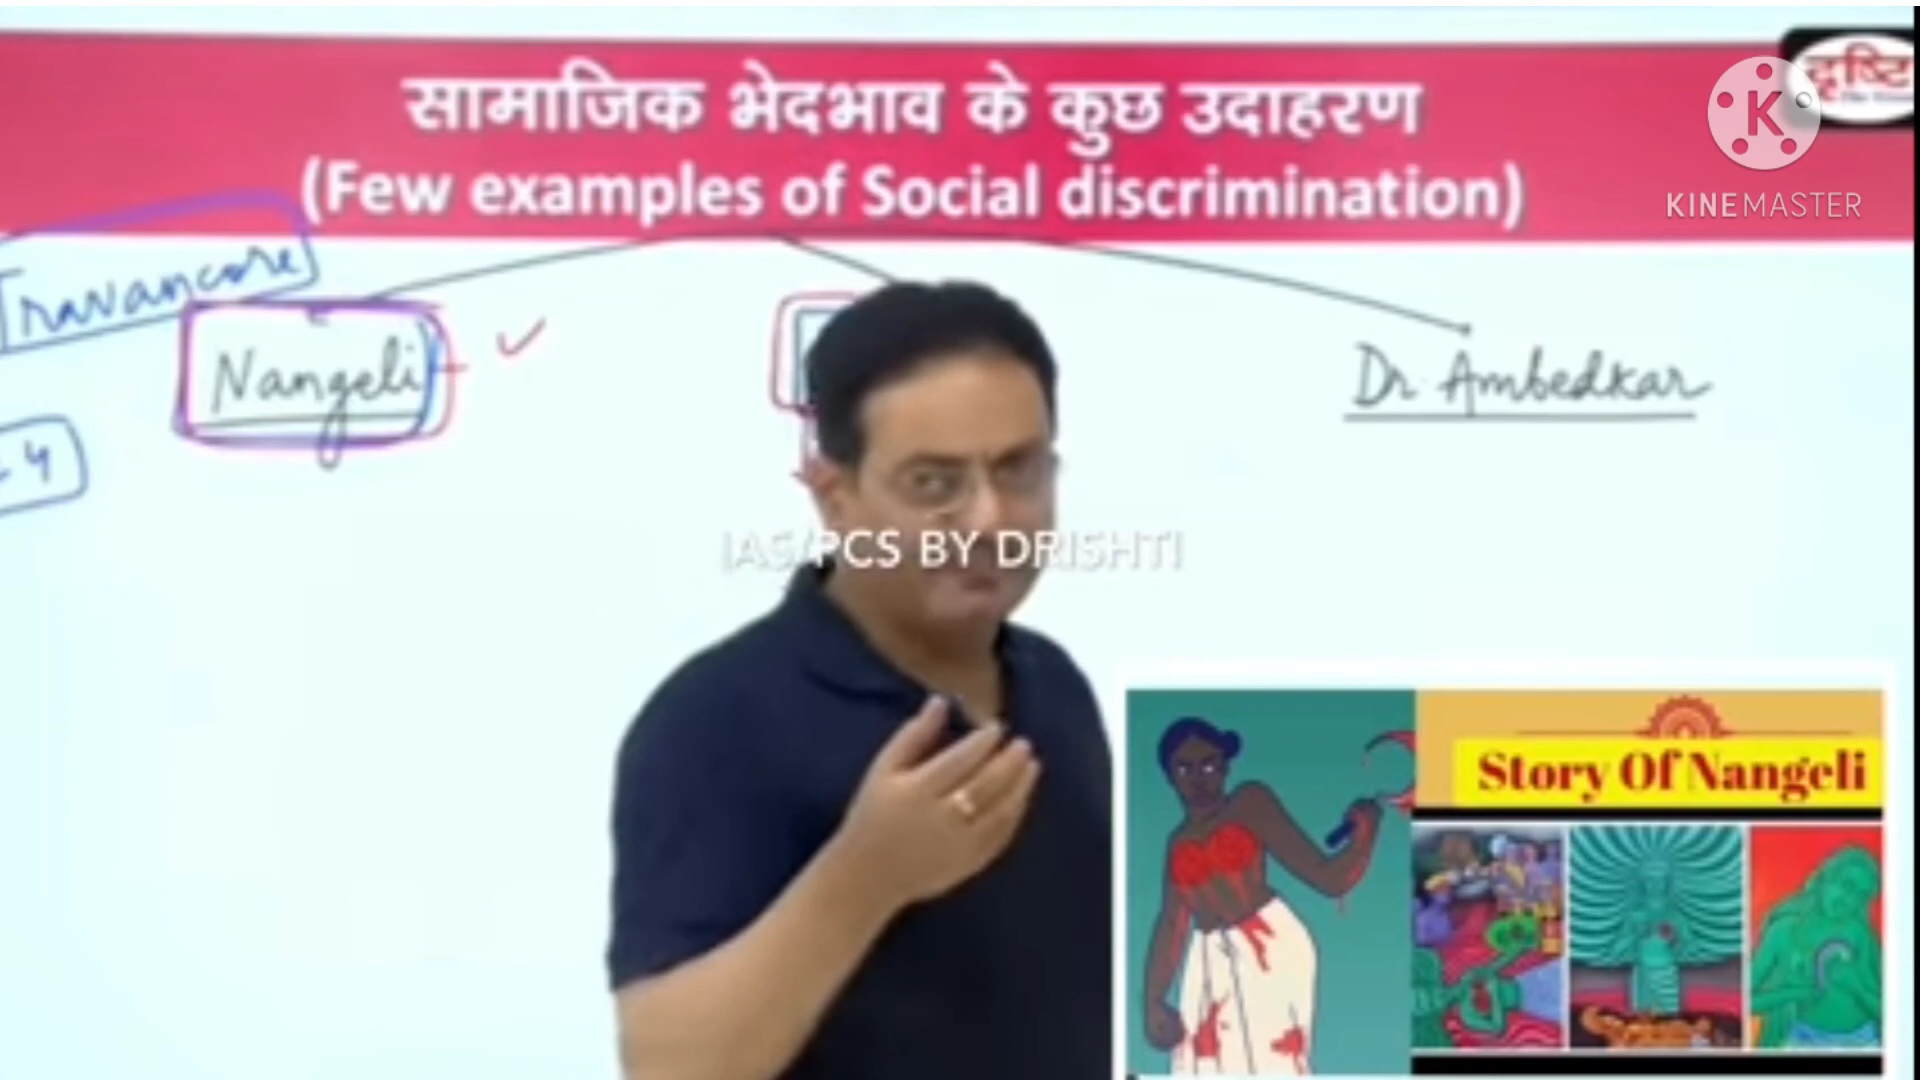 सामाजिक भेदभाव के कुछ उदाहरण
(Few examples of Social discrimination)
दृष्टि
KINEMASTER
Travancore
Nangeli
Dr. Ambedkar
4
IAS/PCS BY DRISHTI
Story Of Nangeli